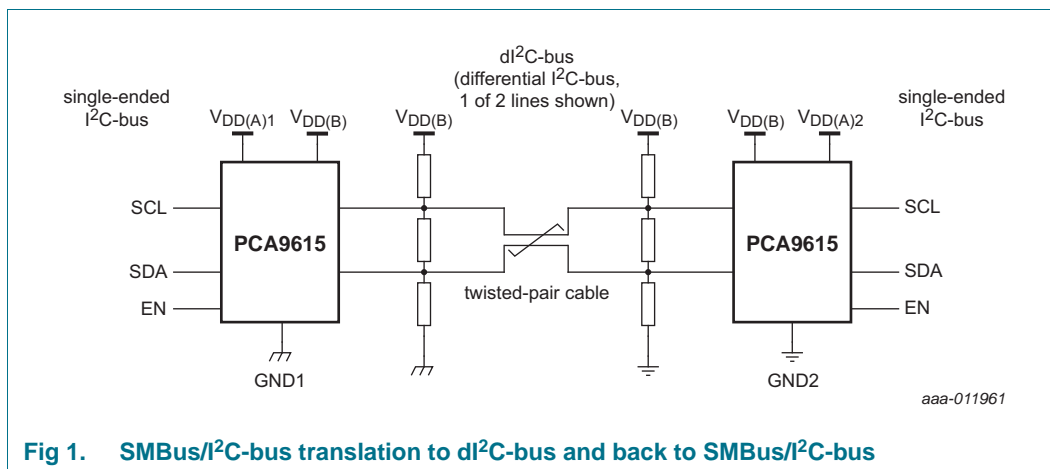 dI²C-bus
(differential I²C-bus,
1 of 2 lines shown)
single-ended
I²C-bus
single-ended
I²C-bus
VDD(A)1 VDD(B) VDD(B) VDD(B) VDD(B) VDD(A)2
SCL
SCL
PCA9615
PCA9615
SDA
SDA
twisted-pair cable
EN
EN
GND1
GND2
aaa-011961
Fig 1. SMBus/I²C-bus translation to dI²C-bus and back to SMBus/I²C-bus